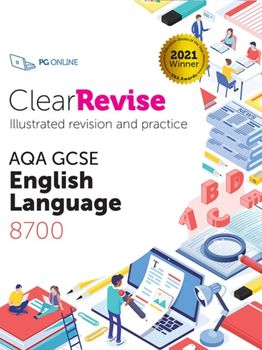 PG ONLINE
2021
Winner
ClearRevise
Illustrated revision and practice
AQA GCSE
English
Language
8700
A B D
A C